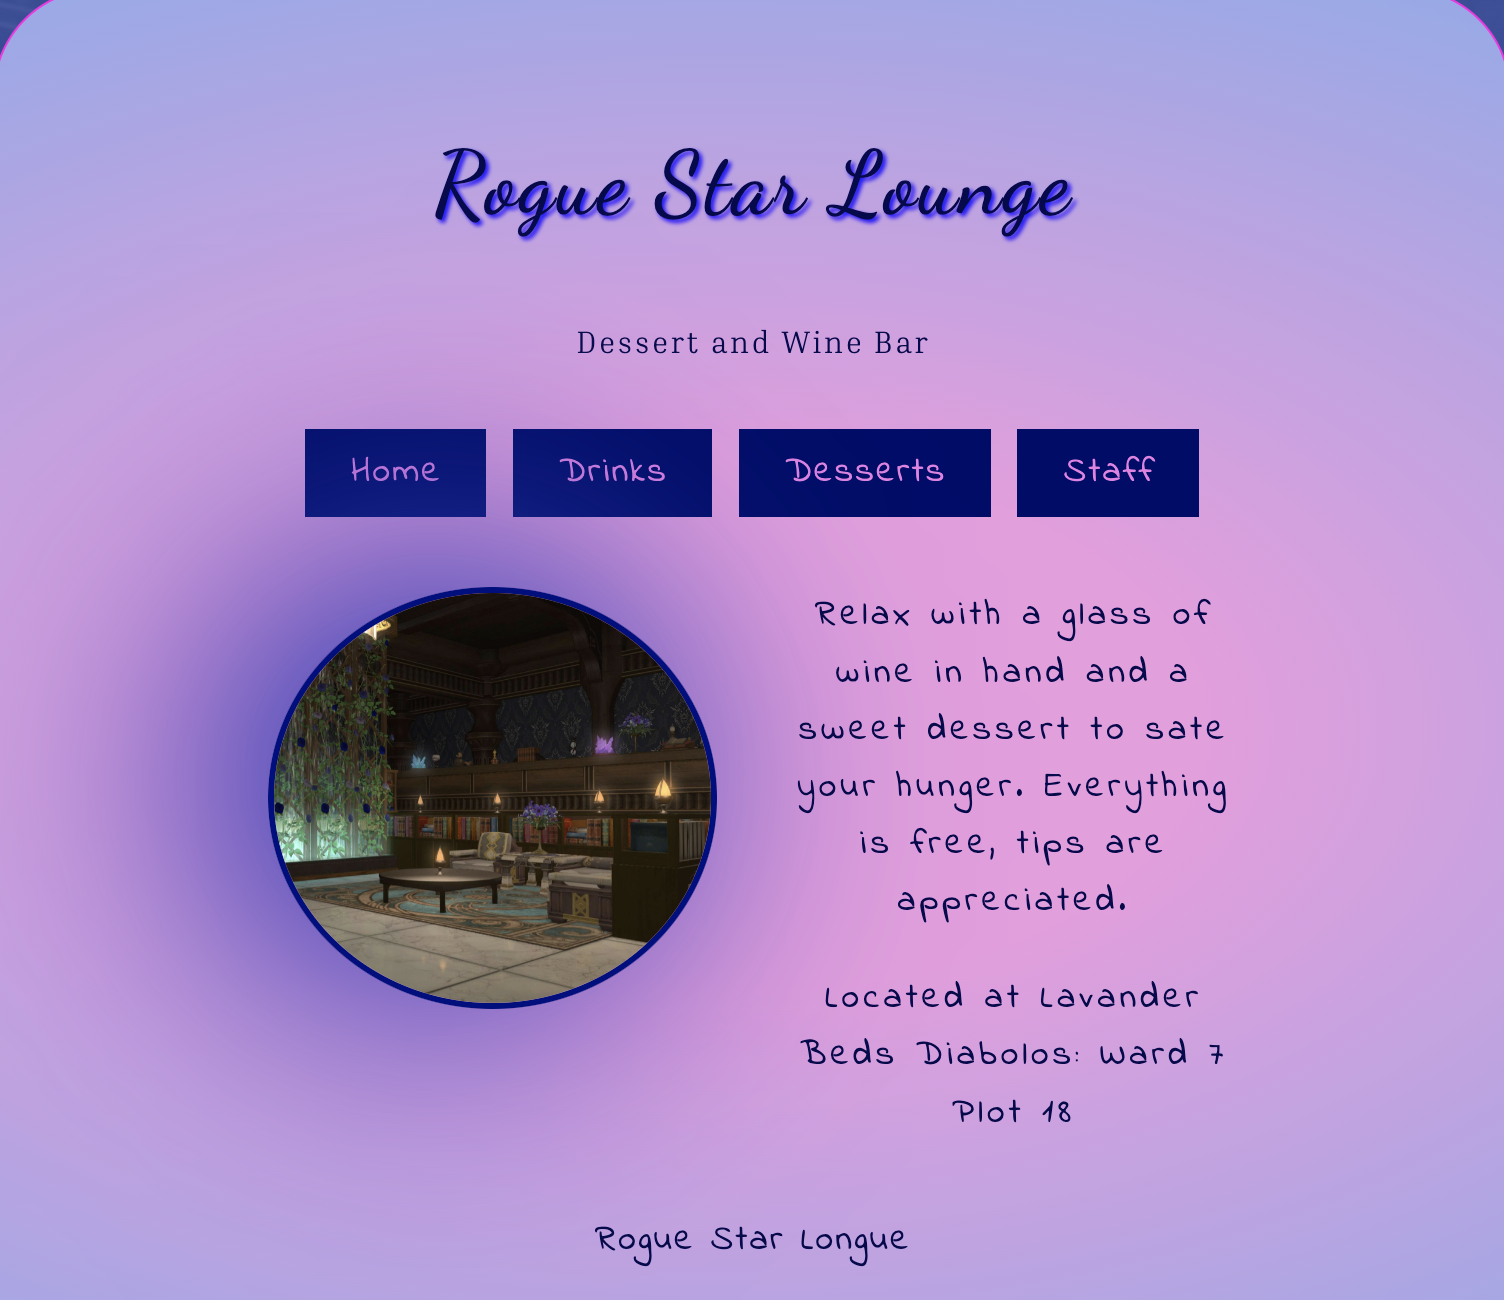 Rogue Star Lounge
Dessert and Wine Bar
Home
Drinks
Desserts
Staff
Relax with a glass of
wine in hand and a
sweet dessert to sate
your hunger. Everything
is free, tips are
appreciated.
Located at Lavander
Beds Diabolos: Ward 7
Plot 18
Rogue Star Longue